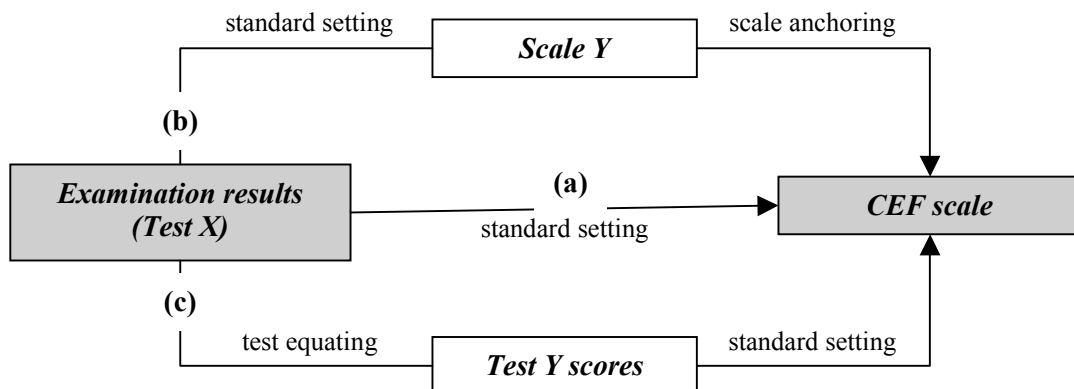 standard setting
Scale Y
scale anchoring
(b)
Examination results
(Test X)
(a)
standard setting
CEF scale
(c)
test equating
Test Y scores
standard setting